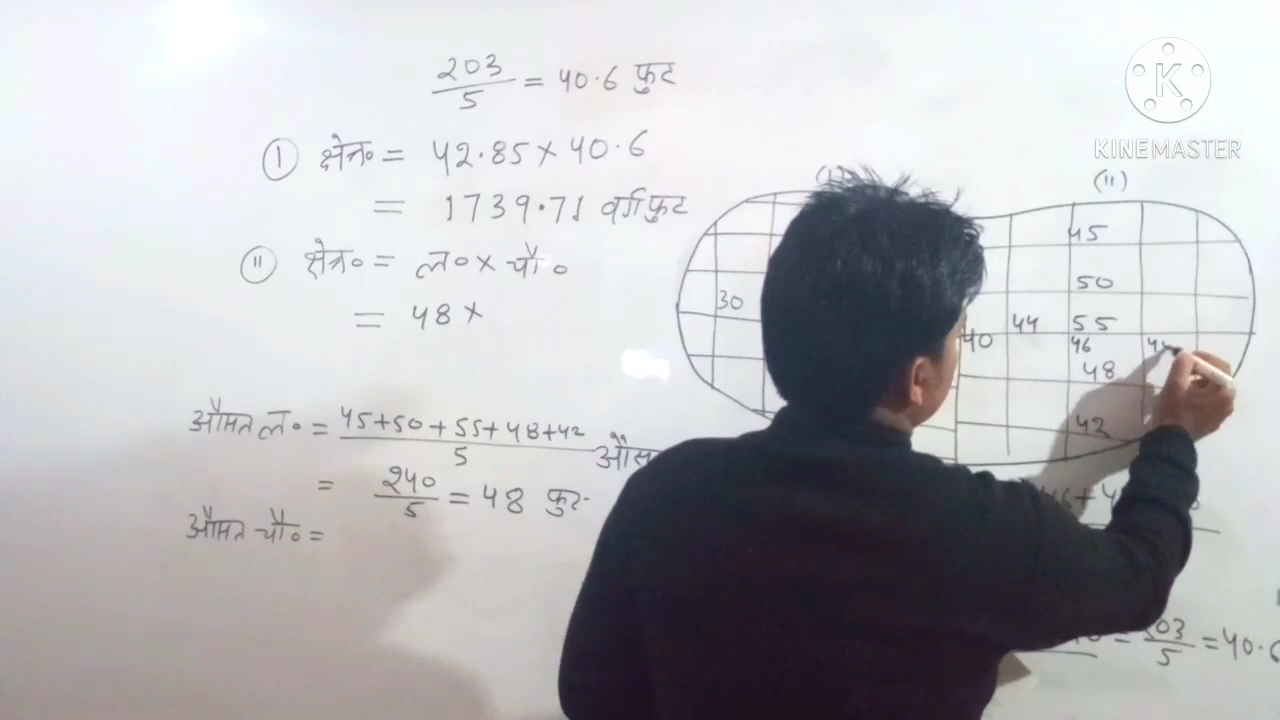 203/5 = 40.6 फुट
① क्षेत्र० = 42.85 × 40.6
= 1739.71 वर्गफुट
② क्षेत्र० = ल० × चौ०
= 48 ×
औसत ल० = 45+50+55+48+42/5
= 240/5 = 48 फुट
औसत चौ० =
(11)
45
50
30
44 55
40 46
48
42
= 203/5 = 40.6
KINEMASTER